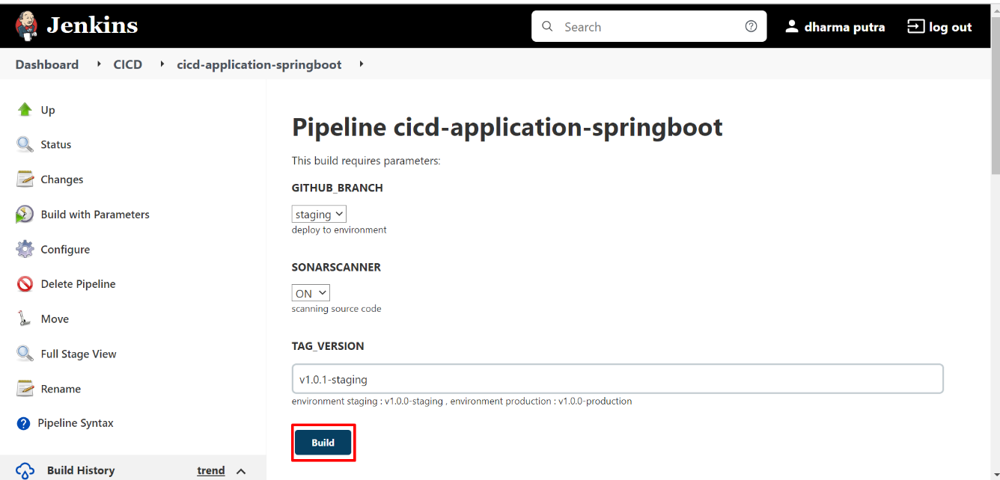 Jenkins
Search
dharma putra
log out
Dashboard CICD cicd-application-springboot
Up
Status
Changes
Build with Parameters
Configure
Delete Pipeline
Move
Full Stage View
Rename
Pipeline Syntax
Build History trend
Pipeline cicd-application-springboot
This build requires parameters:
GITHUB_BRANCH
staging
deploy to environment
SONARSCANNER
ON
scanning source code
TAG_VERSION
v1.0.1-staging
environment staging : v1.0.0-staging , environment production : v1.0.0-production
Build